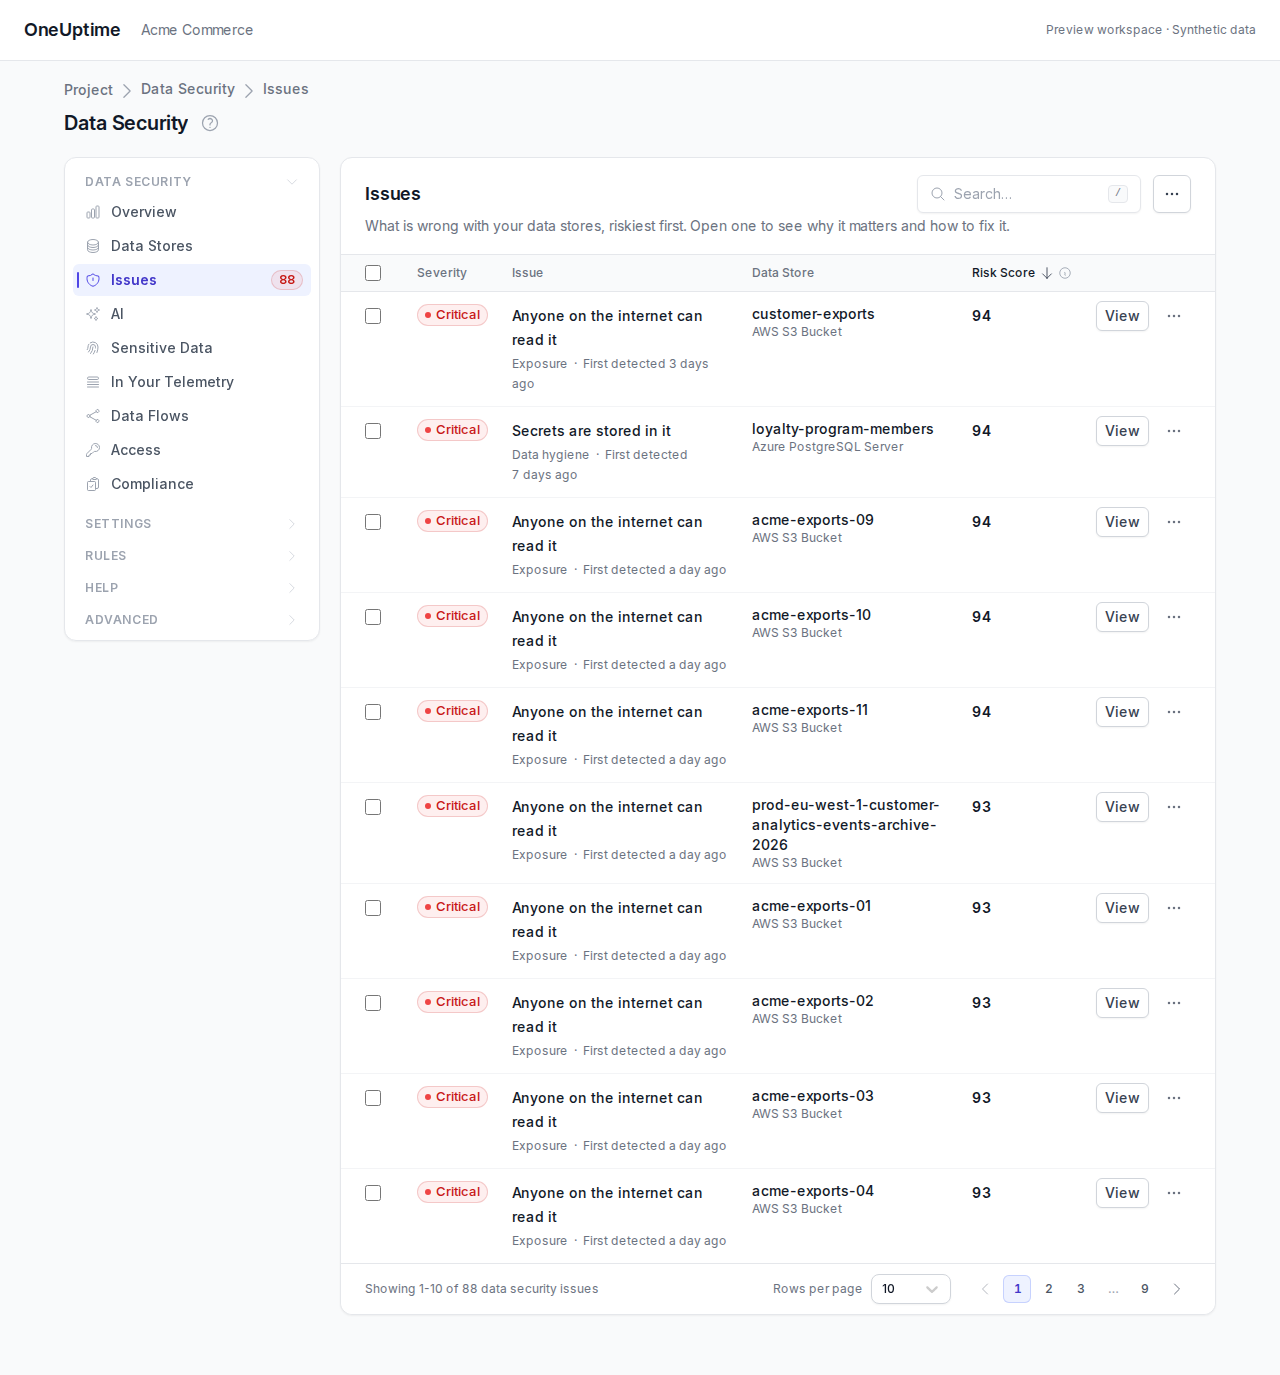 OneUptime
Acme Commerce
Preview workspace · Synthetic data
Project
Data Security
Issues
Data Security
DATA SECURITY
Overview
Data Stores
Issues 88
AI
Sensitive Data
In Your Telemetry
Data Flows
Access
Compliance
SETTINGS
RULES
HELP
ADVANCED
Issues
Search... /
What is wrong with your data stores, riskiest first. Open one to see why it matters and how to fix it.
Severity Issue Data Store Risk Score
Critical
Anyone on the internet can
read it
Exposure · First detected 3 days
ago
customer-exports
AWS S3 Bucket
94
View
Critical
Secrets are stored in it
Data hygiene · First detected
7 days ago
loyalty-program-members
Azure PostgreSQL Server
94
View
Critical
Anyone on the internet can
read it
Exposure · First detected a day ago
acme-exports-09
AWS S3 Bucket
94
View
Critical
Anyone on the internet can
read it
Exposure · First detected a day ago
acme-exports-10
AWS S3 Bucket
94
View
Critical
Anyone on the internet can
read it
Exposure · First detected a day ago
acme-exports-11
AWS S3 Bucket
94
View
Critical
Anyone on the internet can
read it
Exposure · First detected a day ago
prod-eu-west-1-customer-
analytics-events-archive-
2026
AWS S3 Bucket
93
View
Critical
Anyone on the internet can
read it
Exposure · First detected a day ago
acme-exports-01
AWS S3 Bucket
93
View
Critical
Anyone on the internet can
read it
Exposure · First detected a day ago
acme-exports-02
AWS S3 Bucket
93
View
Critical
Anyone on the internet can
read it
Exposure · First detected a day ago
acme-exports-03
AWS S3 Bucket
93
View
Critical
Anyone on the internet can
read it
Exposure · First detected a day ago
acme-exports-04
AWS S3 Bucket
93
View
Showing 1-10 of 88 data security issues
Rows per page 10
1 2 3 ... 9